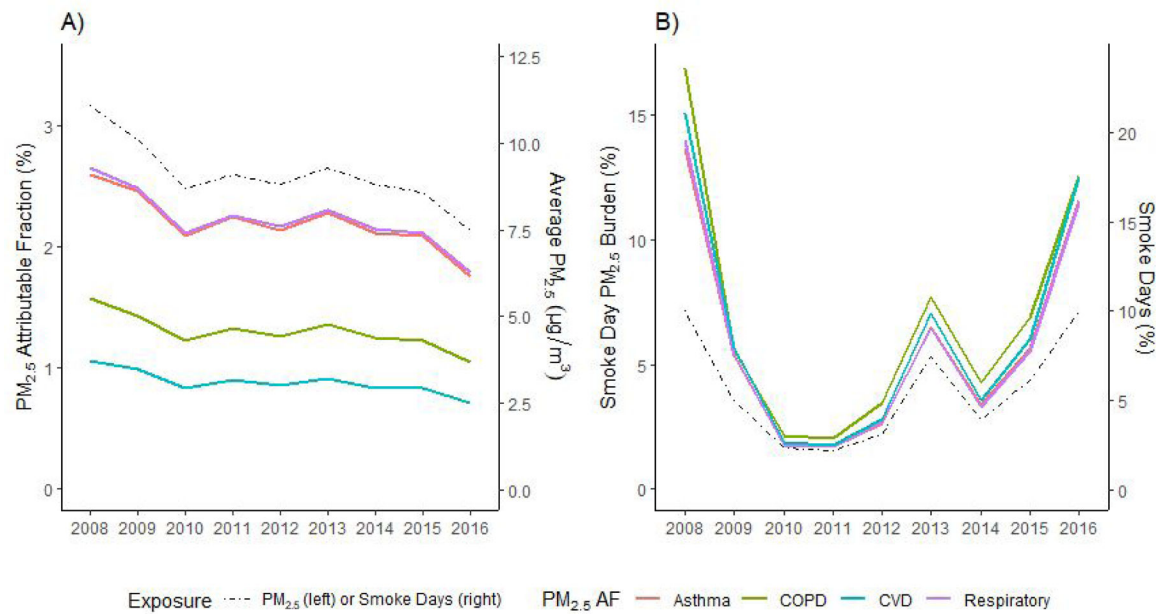 A)
B)
PM2.5 Attributable Fraction (%)
3
2
1
0
12.5
10.0
7.5
5.0
2.5
0.0
Average PM2.5 (µg/m³)
2008 2009 2010 2011 2012 2013 2014 2015 2016
Smoke Day PM2.5 Burden (%)
15
10
5
0
20
15
10
5
0
Smoke Days (%)
2008 2009 2010 2011 2012 2013 2014 2015 2016
Exposure PM2.5 (left) or Smoke Days (right) PM2.5 AF Asthma COPD CVD Respiratory